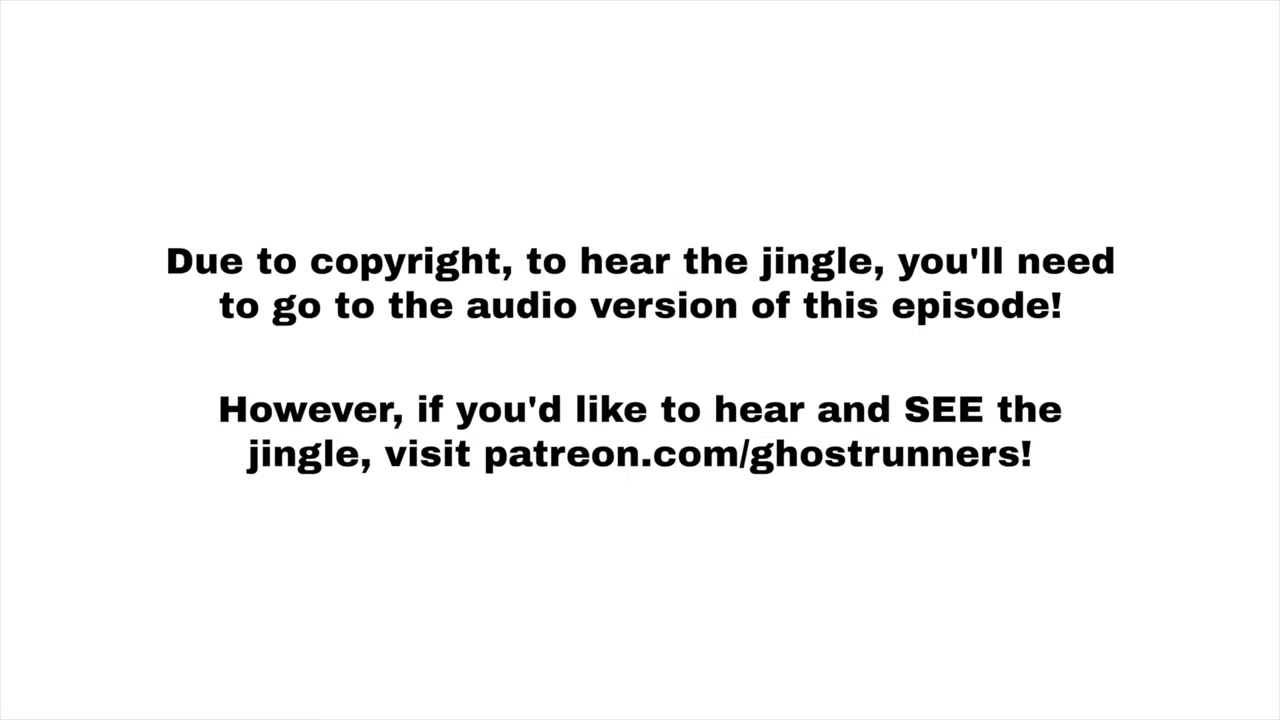 Due to copyright, to hear the jingle, you'll need
to go to the audio version of this episode!
However, if you'd like to hear and SEE the
jingle, visit patreon.com/ghostrunners!